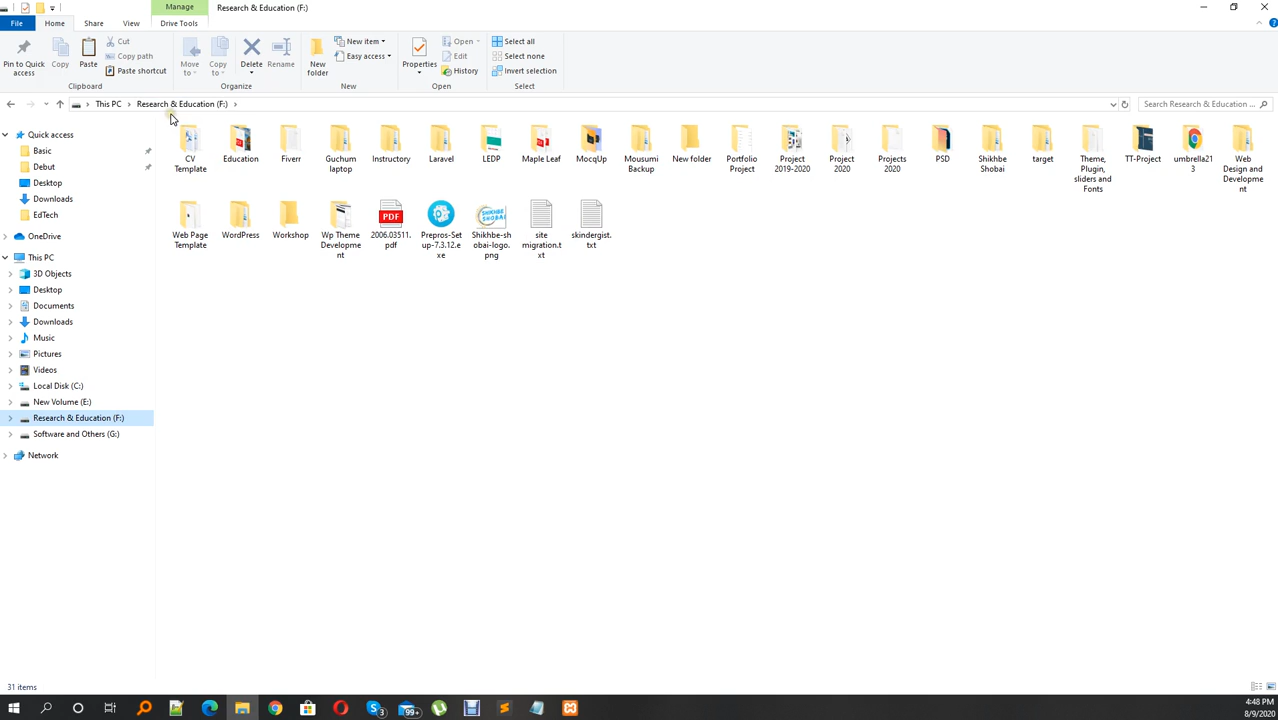 Manage
Research & Education (F:)
File
Home
Share
View
Drive Tools
Pin to Quick access
Copy
Paste
Cut
Copy path
Paste shortcut
Clipboard
Move to
Copy to
Delete
Rename
Organize
New folder
New item
Easy access
New
Properties
Open
Edit
History
Open
Select all
Select none
Invert selection
Select
This PC
Research & Education (F:)
Search Research & Education ...
Quick access
Basic
Debut
Desktop
Downloads
EdTech
OneDrive
This PC
3D Objects
Desktop
Documents
Downloads
Music
Pictures
Videos
Local Disk (C:)
New Volume (E:)
Research & Education (F:)
Software and Others (G:)
Network
CV Template
Education
Fiverr
Guchum laptop
Instructory
Laravel
LEDP
Maple Leaf
MocqUp
Mousumi Backup
New folder
Portfolio Project
Project 2019-2020
Project 2020
Projects 2020
PSD
Shikhbe Shobai
target
Theme, Plugin, sliders and Fonts
TT-Project
umbrella213
Web Design and Development
Web Page Template
WordPress
Workshop
Wp Theme Development
PDF
2006.03511.pdf
Prepros-Setup-7.3.12.exe
SHIKHBE SHOBAI
Shikhbe-shobai-logo.png
site migration.txt
skindergist.txt
31 items
3
99+
4:48 PM
8/9/2020